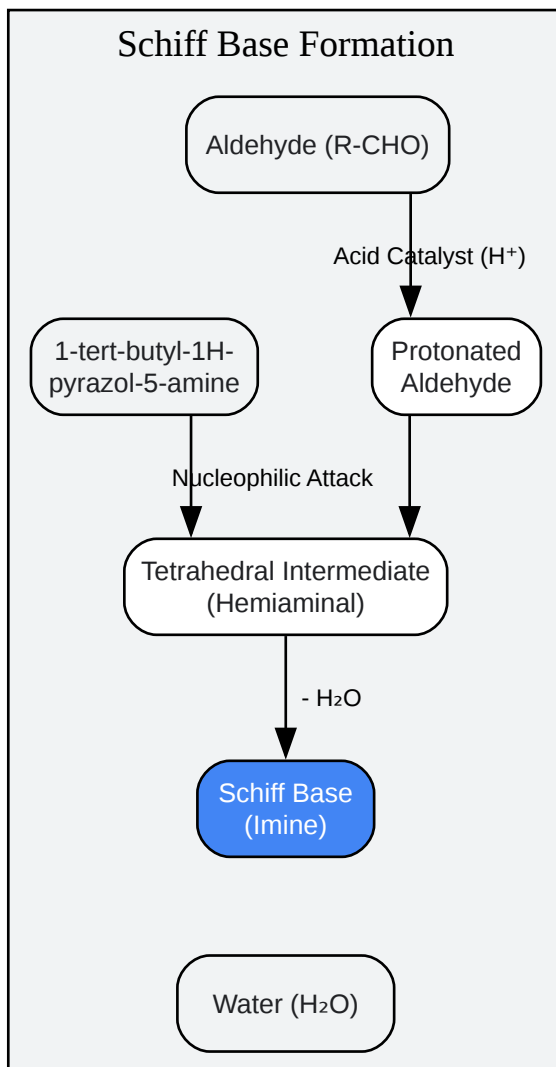 Schiff Base Formation
Aldehyde (R-CHO)
Acid Catalyst (H⁺)
1-tert-butyl-1H-
pyrazol-5-amine
Protonated
Aldehyde
Nucleophilic Attack
Tetrahedral Intermediate
(Hemiaminal)
- H₂O
Schiff Base
(Imine)
Water (H₂O)